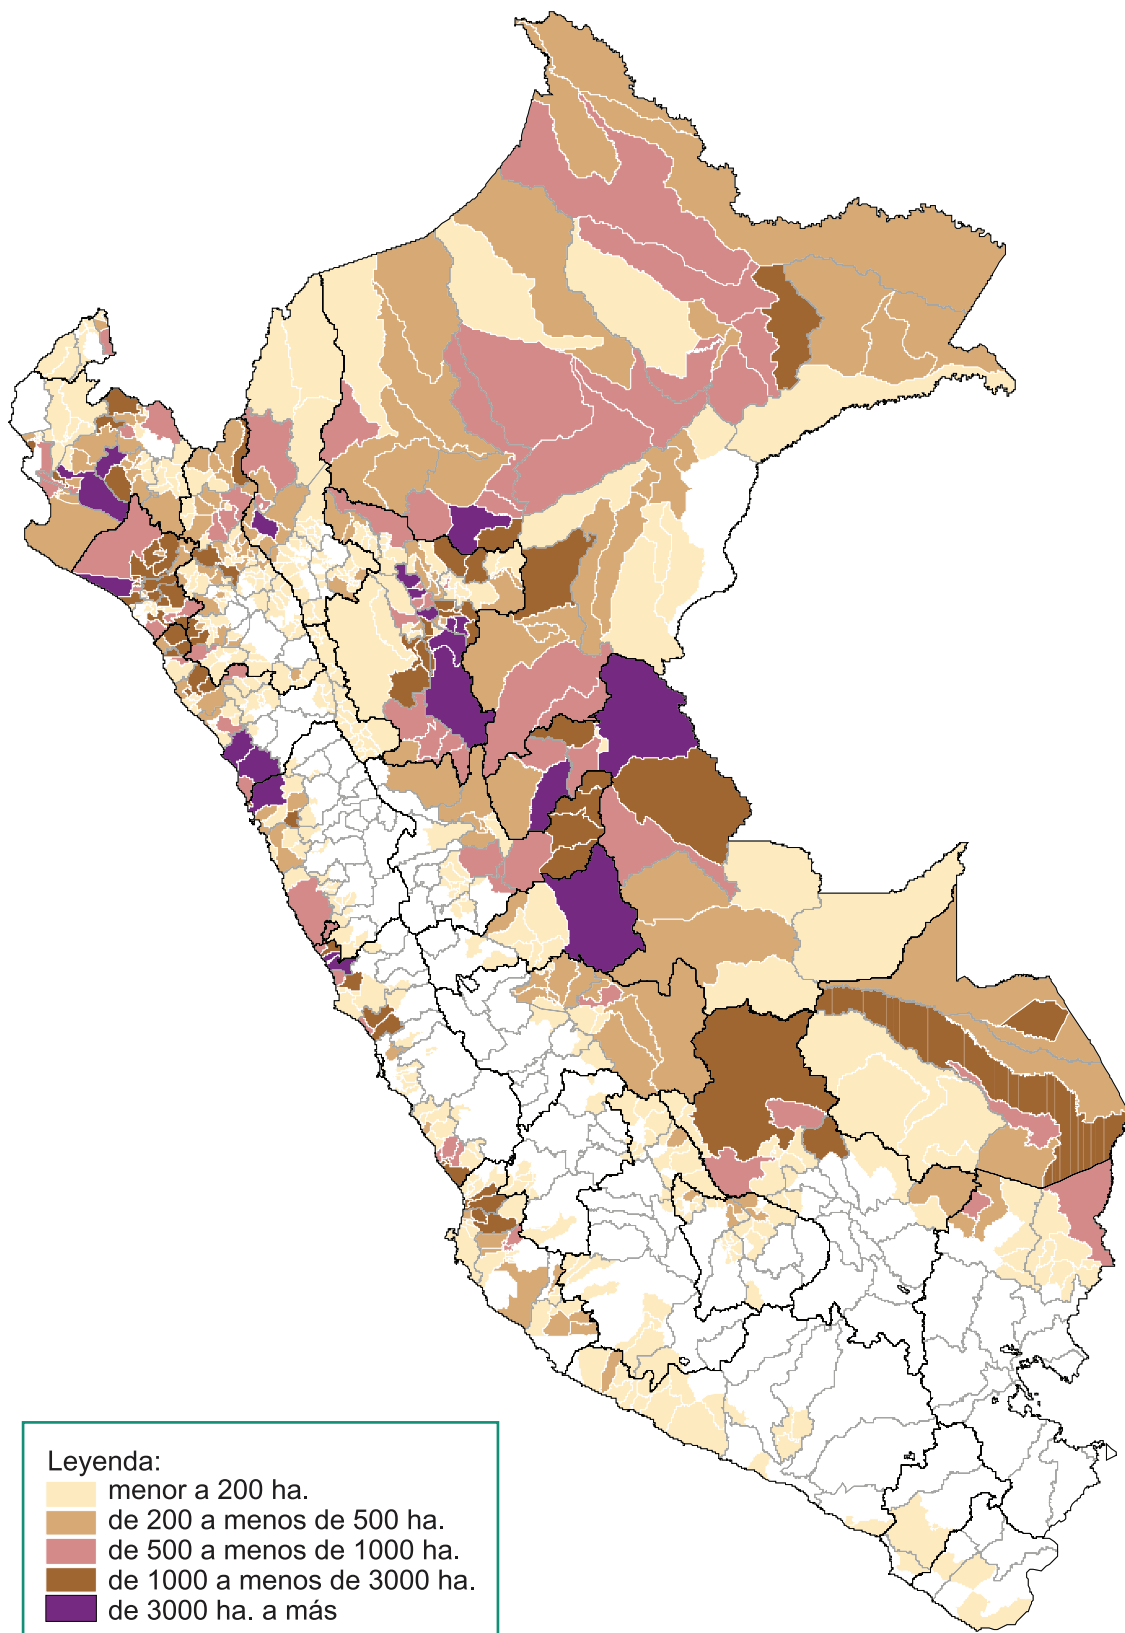 Leyenda:
menor a 200 ha.
de 200 a menos de 500 ha.
de 500 a menos de 1000 ha.
de 1000 a menos de 3000 ha.
de 3000 ha. a más